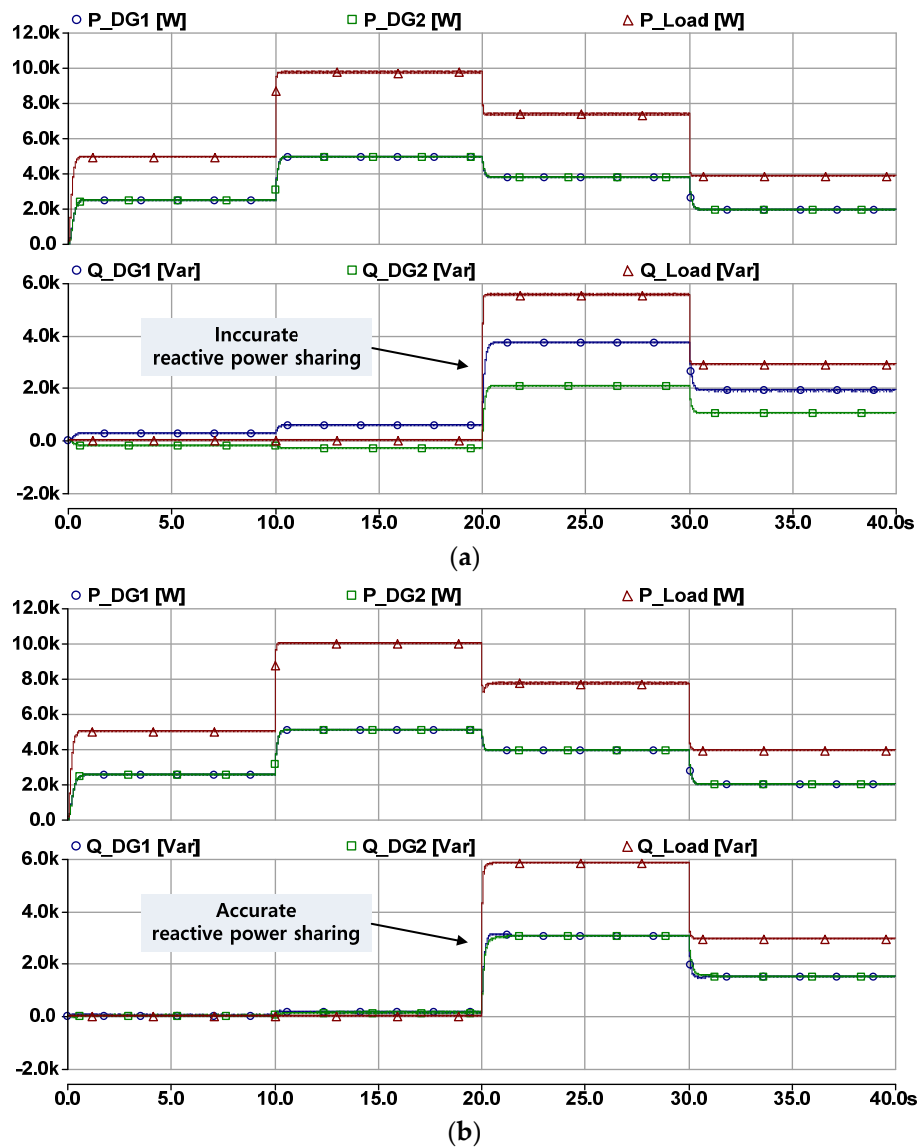 P_DG1 [W] P_DG2 [W] P_Load [W]
12.0k
10.0k
8.0k
6.0k
4.0k
2.0k
0.0
Q_DG1 [Var] Q_DG2 [Var] Q_Load [Var]
6.0k
4.0k
2.0k
0.0
-2.0k
Inccurate
reactive power sharing
0.0 5.0 10.0 15.0 20.0 25.0 30.0 35.0 40.0s
(a)
P_DG1 [W] P_DG2 [W] P_Load [W]
12.0k
10.0k
8.0k
6.0k
4.0k
2.0k
0.0
Q_DG1 [Var] Q_DG2 [Var] Q_Load [Var]
6.0k
4.0k
2.0k
0.0
-2.0k
Accurate
reactive power sharing
0.0 5.0 10.0 15.0 20.0 25.0 30.0 35.0 40.0s
(b)